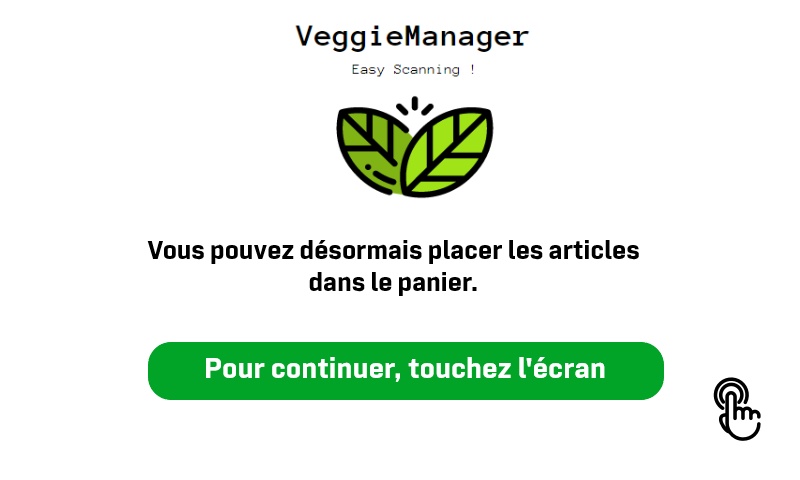 VeggieManager
Easy Scanning !
Vous pouvez désormais placer les articles
dans le panier.
Pour continuer, touchez l'écran